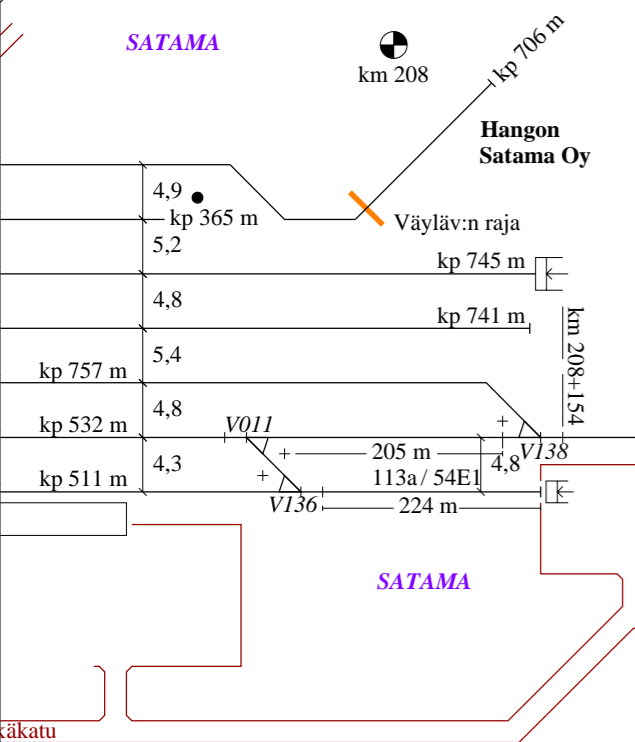 SATAMA
km 208
kp 706 m
Hangon
Satama Oy
4,9
kp 365 m
Väyläv:n raja
5,2
kp 745 m
4,8
kp 741 m
km 208+154
5,4
kp 757 m
4,8
kp 532 m
V011
+
+
205 m
4,8
V138
4,3
kp 511 m
+
113a / 54E1
V136
224 m
SATAMA
käkatu